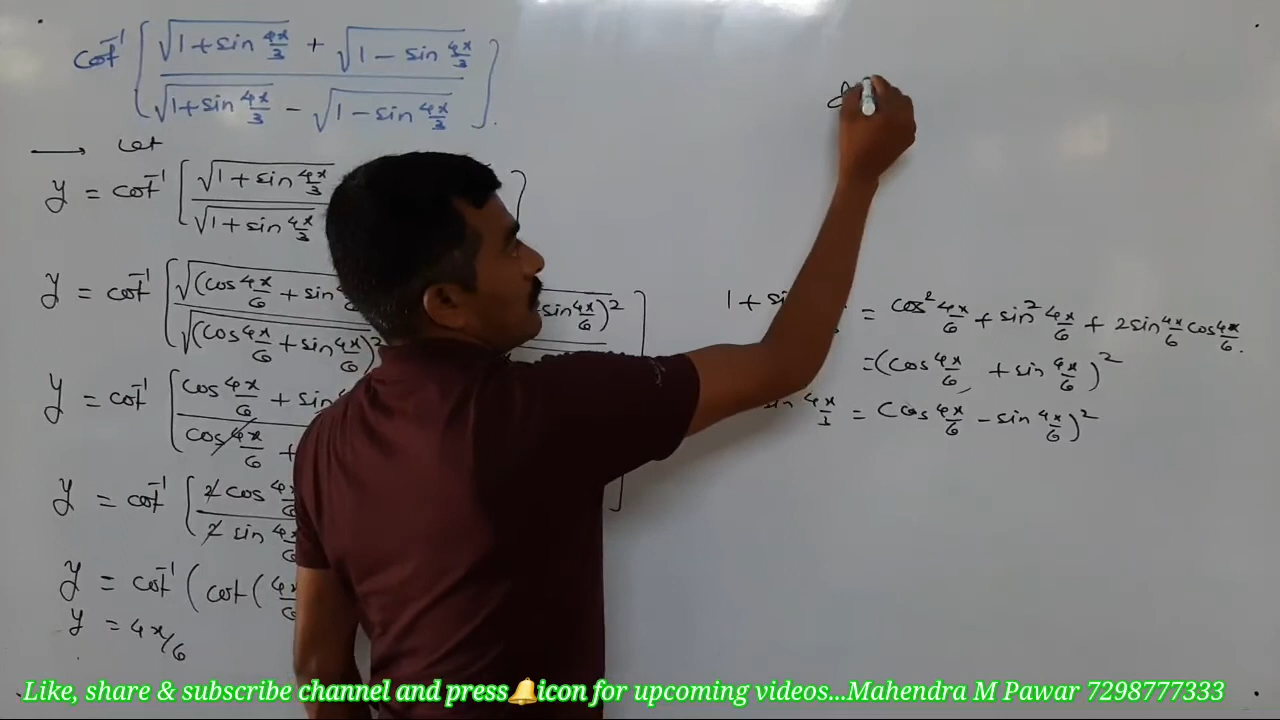 cot⁻¹ [ (√(1+sin 4x/3) + √(1−sin 4x/3)) / (√(1+sin 4x/3) − √(1−sin 4x/3)) ].
→ Let
y = cot⁻¹ [ √(1+sin 4x/3) / √(1+sin 4x/3) ]
y = cot⁻¹ [ √(cos 4x/6 + sin 4x/6)² / √(cos 4x/6 + sin 4x/6)² ]
y = cot⁻¹ [ cos 4x/6 + sin / cos 4x/6 + ]
y = cot⁻¹ [ 2 cos 4x/6 / 2 sin 4x/6
y = cot⁻¹ ( cot ( 4x/6
y = 4x/6
1 + sin = cos² 4x/6 + sin² 4x/6 + 2 sin 4x/6 cos 4x/6.
= (cos 4x/6 + sin 4x/6)²
sin 4x/3 = (cos 4x/6 − sin 4x/6)²
Like, share & subscribe channel and press🔔icon for upcoming videos...Mahendra M Pawar 7298777333